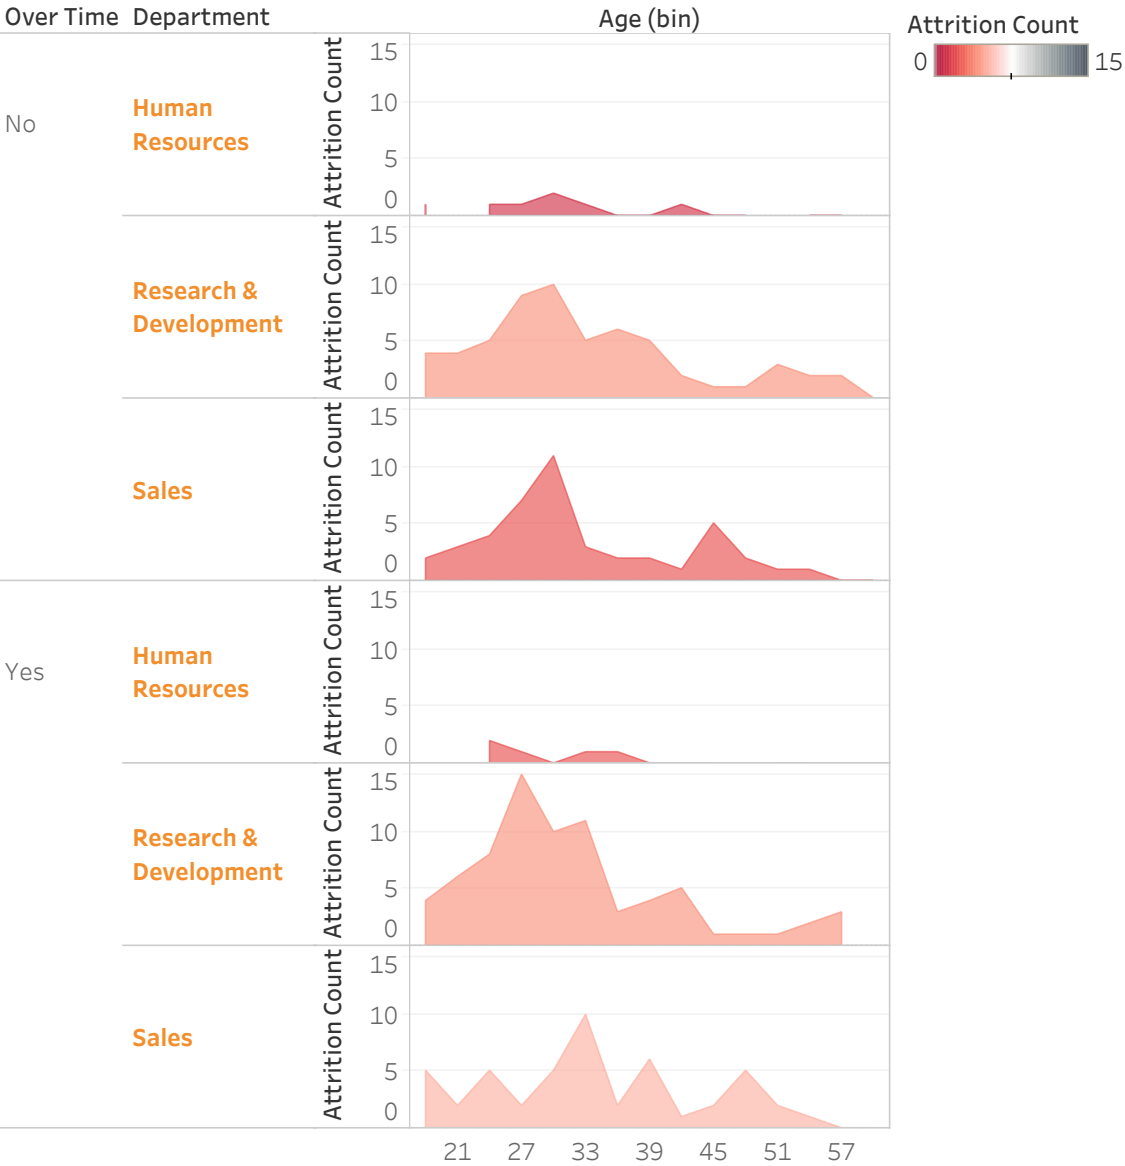 Over Time Department Age (bin) Attrition Count
0 15
No
Human
Resources
Attrition Count
15
10
5
0
Research &
Development
Attrition Count
15
10
5
0
Sales
Attrition Count
15
10
5
0
Yes
Human
Resources
Attrition Count
15
10
5
0
Research &
Development
Attrition Count
15
10
5
0
Sales
Attrition Count
15
10
5
0
21 27 33 39 45 51 57